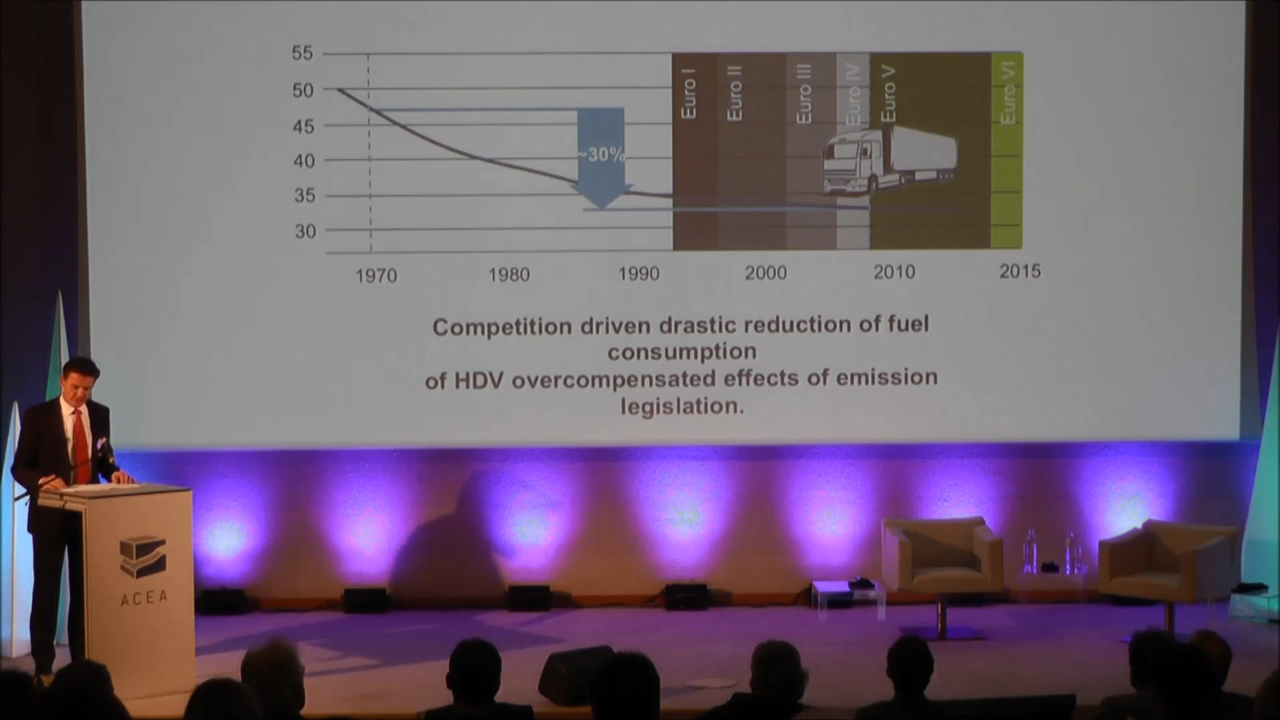 55
50
45
40
35
30
~30%
Euro I
Euro II
Euro III
Euro IV
Euro V
Euro VI
1970 1980 1990 2000 2010 2015
Competition driven drastic reduction of fuel
consumption
of HDV overcompensated effects of emission
legislation.
ACEA